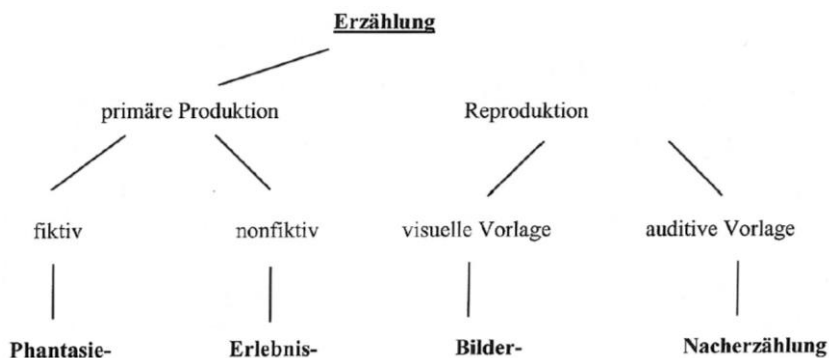 Erzählung
primäre Produktion Reproduktion
fiktiv nonfiktiv visuelle Vorlage auditive Vorlage
Phantasie- Erlebnis- Bilder- Nacherzählung